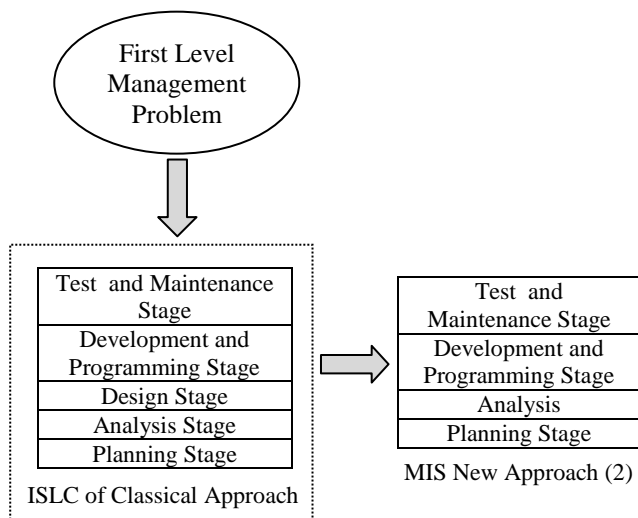 First Level
Management
Problem
Test and Maintenance
Stage
Development and
Programming Stage
Design Stage
Analysis Stage
Planning Stage
ISLC of Classical Approach
Test and
Maintenance Stage
Development and
Programming Stage
Analysis
Planning Stage
MIS New Approach (2)